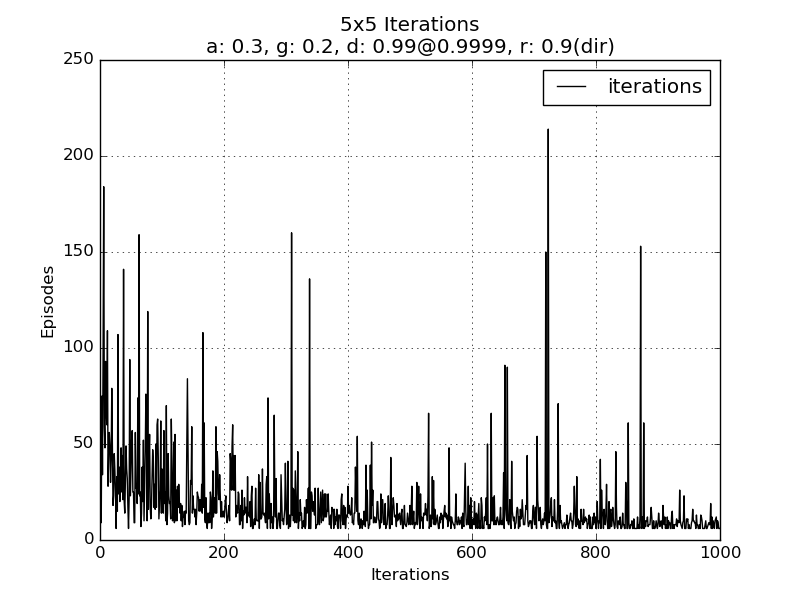 5x5 Iterations
a: 0.3, g: 0.2, d: 0.99@0.9999, r: 0.9(dir)
iterations
250
200
150
100
50
0
Episodes
0 200 400 600 800 1000
Iterations